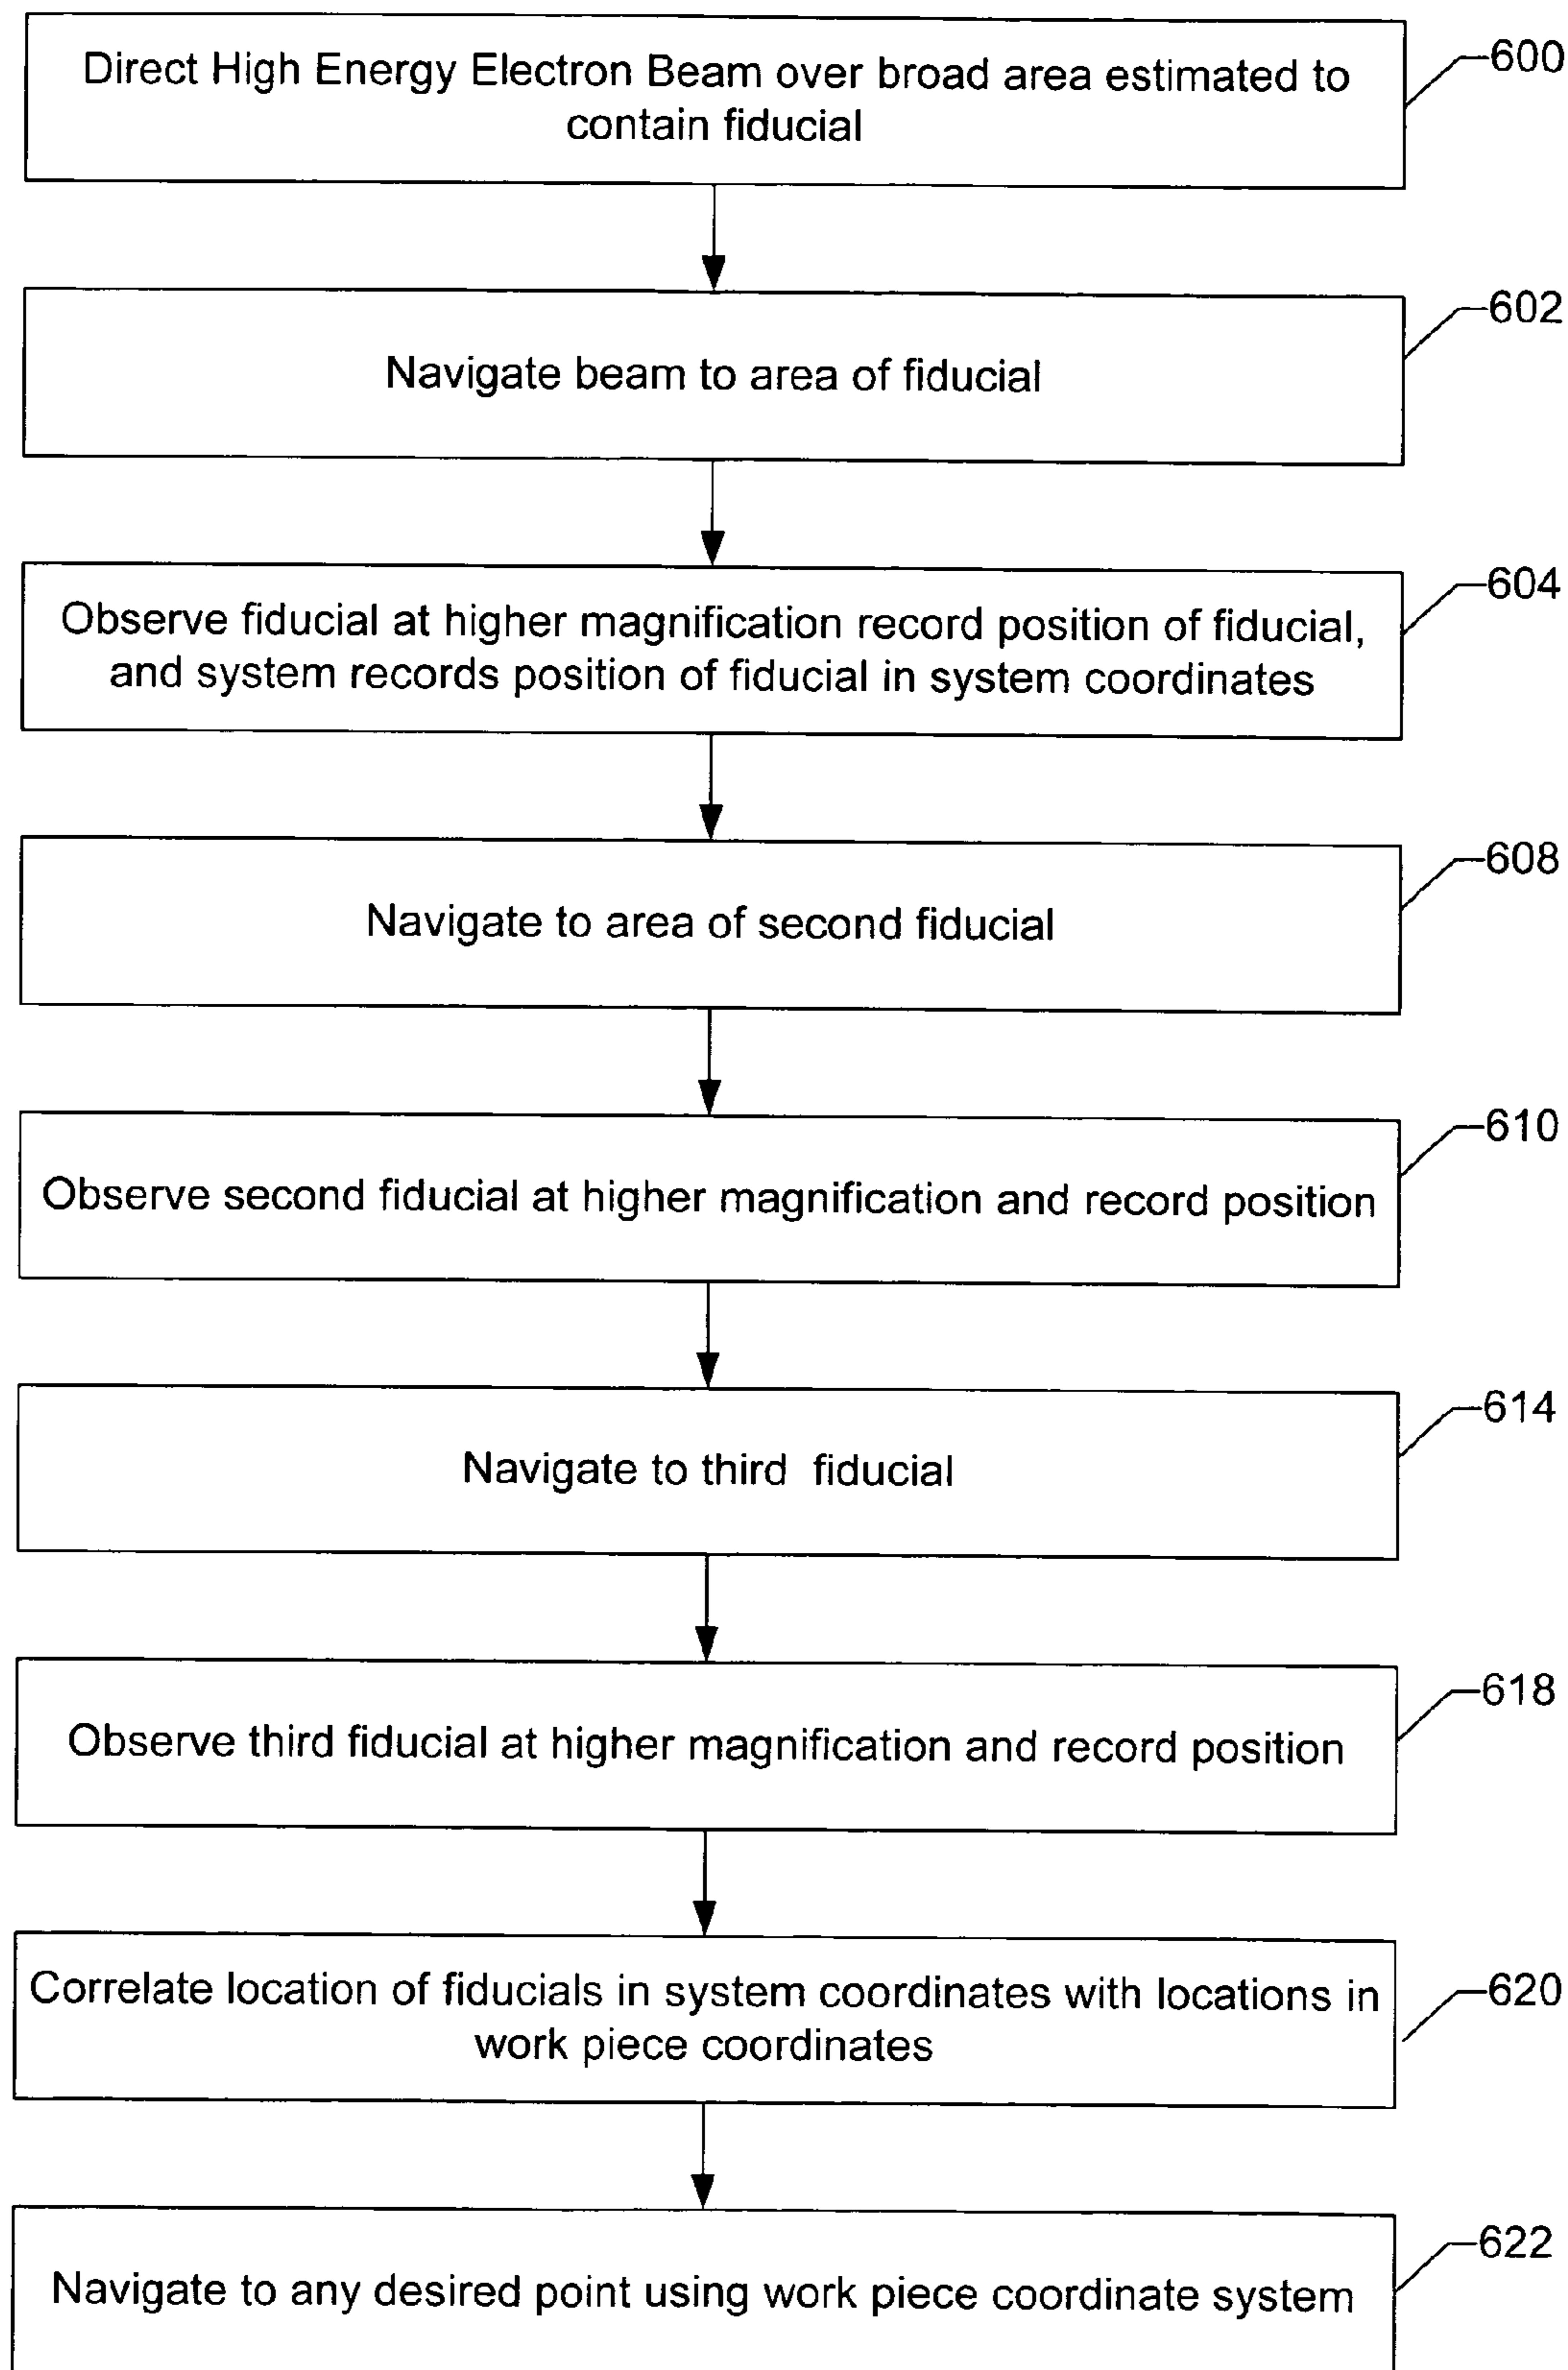 Direct High Energy Electron Beam over broad area estimated to
contain fiducial
600
Navigate beam to area of fiducial
602
Observe fiducial at higher magnification record position of fiducial,
and system records position of fiducial in system coordinates
604
Navigate to area of second fiducial
608
Observe second fiducial at higher magnification and record position
610
Navigate to third fiducial
614
Observe third fiducial at higher magnification and record position
618
Correlate location of fiducials in system coordinates with locations in
work piece coordinates
620
Navigate to any desired point using work piece coordinate system
622